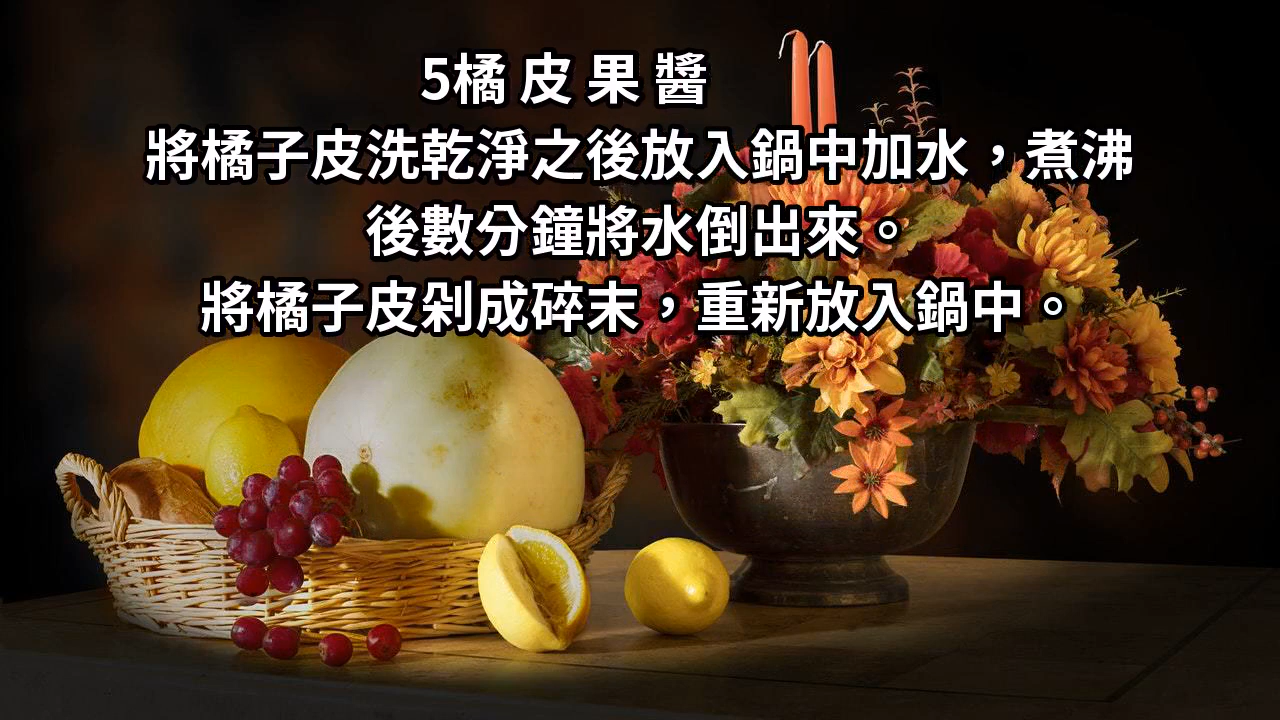 5橘 皮 果 醬
將橘子皮洗乾淨之後放入鍋中加水，煮沸
後數分鐘將水倒出來。
將橘子皮剁成碎末，重新放入鍋中。